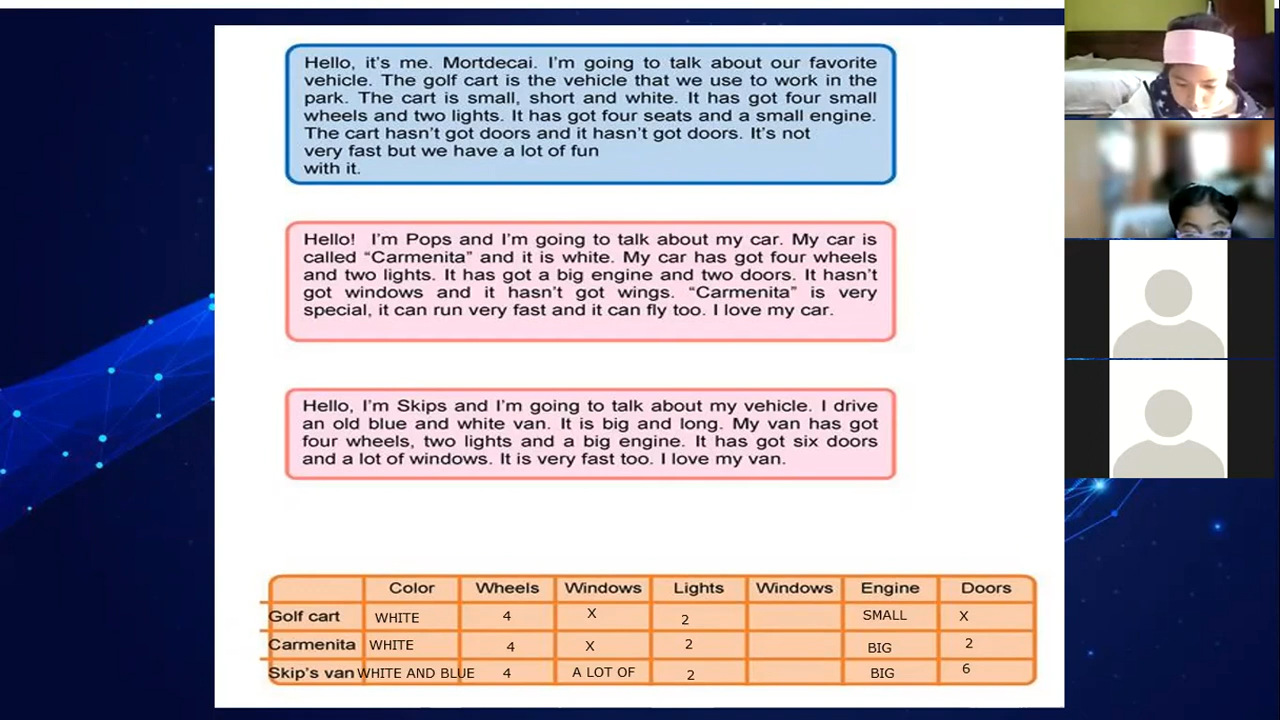 Hello, it's me. Mortdecai. I'm going to talk about our favorite
vehicle. The golf cart is the vehicle that we use to work in the
park. The cart is small, short and white. It has got four small
wheels and two lights. It has got four seats and a small engine.
The cart hasn't got doors and it hasn't got doors. It's not
very fast but we have a lot of fun
with it.
Hello! I'm Pops and I'm going to talk about my car. My car is
called “Carmenita” and it is white. My car has got four wheels
and two lights. It has got a big engine and two doors. It hasn't
got windows and it hasn't got wings. “Carmenita” is very
special, it can run very fast and it can fly too. I love my car.
Hello, I'm Skips and I'm going to talk about my vehicle. I drive
an old blue and white van. It is big and long. My van has got
four wheels, two lights and a big engine. It has got six doors
and a lot of windows. It is very fast too. I love my van.
Color Wheels Windows Lights Windows Engine Doors
Golf cart WHITE 4 X 2 SMALL X
Carmenita WHITE 4 X 2 BIG 2
Skip's van WHITE AND BLUE 4 A LOT OF 2 BIG 6